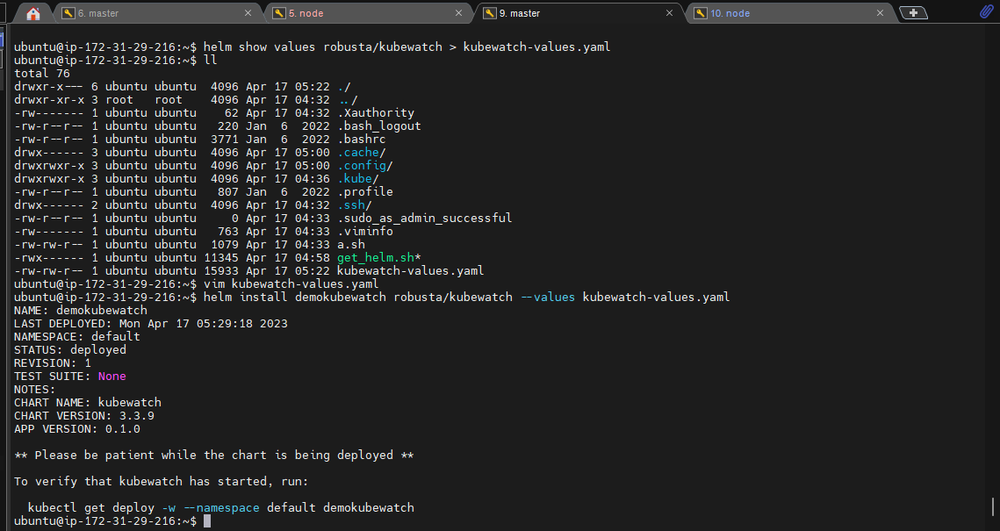 6. master
5. node
9. master
10. node
ubuntu@ip-172-31-29-216:~$ helm show values robusta/kubewatch > kubewatch-values.yaml
ubuntu@ip-172-31-29-216:~$ ll
total 76
drwxr-x--- 6 ubuntu ubuntu  4096 Apr 17 05:22 ./
drwxr-xr-x 3 root   root    4096 Apr 17 04:32 ../
-rw------- 1 ubuntu ubuntu    62 Apr 17 04:32 .Xauthority
-rw-r--r-- 1 ubuntu ubuntu   220 Jan  6  2022 .bash_logout
-rw-r--r-- 1 ubuntu ubuntu  3771 Jan  6  2022 .bashrc
drwx------ 3 ubuntu ubuntu  4096 Apr 17 05:00 .cache/
drwxrwxr-x 3 ubuntu ubuntu  4096 Apr 17 05:00 .config/
drwxrwxr-x 3 ubuntu ubuntu  4096 Apr 17 04:36 .kube/
-rw-r--r-- 1 ubuntu ubuntu   807 Jan  6  2022 .profile
drwx------ 2 ubuntu ubuntu  4096 Apr 17 04:32 .ssh/
-rw-r--r-- 1 ubuntu ubuntu     0 Apr 17 04:33 .sudo_as_admin_successful
-rw------- 1 ubuntu ubuntu   763 Apr 17 04:33 .viminfo
-rw-rw-r-- 1 ubuntu ubuntu  1079 Apr 17 04:33 a.sh
-rwx------ 1 ubuntu ubuntu 11345 Apr 17 04:58 get_helm.sh*
-rw-rw-r-- 1 ubuntu ubuntu 15933 Apr 17 05:22 kubewatch-values.yaml
ubuntu@ip-172-31-29-216:~$ vim kubewatch-values.yaml
ubuntu@ip-172-31-29-216:~$ helm install demokubewatch robusta/kubewatch --values kubewatch-values.yaml
NAME: demokubewatch
LAST DEPLOYED: Mon Apr 17 05:29:18 2023
NAMESPACE: default
STATUS: deployed
REVISION: 1
TEST SUITE: None
NOTES:
CHART NAME: kubewatch
CHART VERSION: 3.3.9
APP VERSION: 0.1.0
** Please be patient while the chart is being deployed **
To verify that kubewatch has started, run:
kubectl get deploy -w --namespace default demokubewatch
ubuntu@ip-172-31-29-216:~$